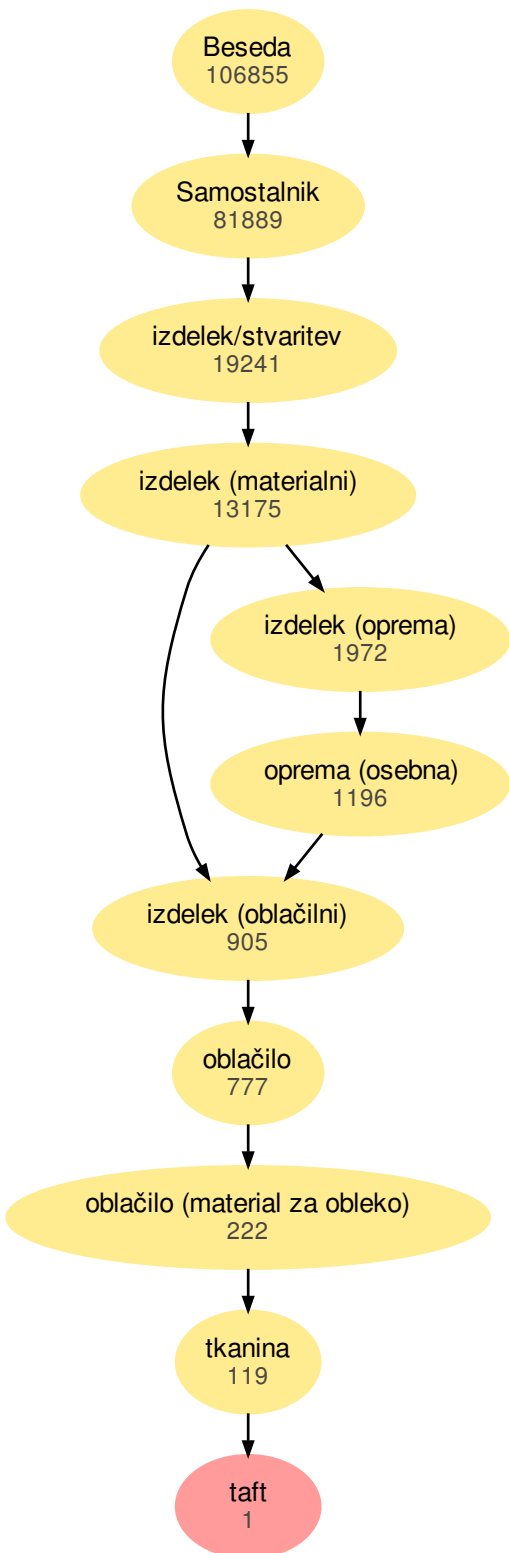 Beseda
106855
Samostalnik
81889
izdelek/stvaritev
19241
izdelek (materialni)
13175
izdelek (oprema)
1972
oprema (osebna)
1196
izdelek (oblačilni)
905
oblačilo
777
oblačilo (material za obleko)
222
tkanina
119
taft
1